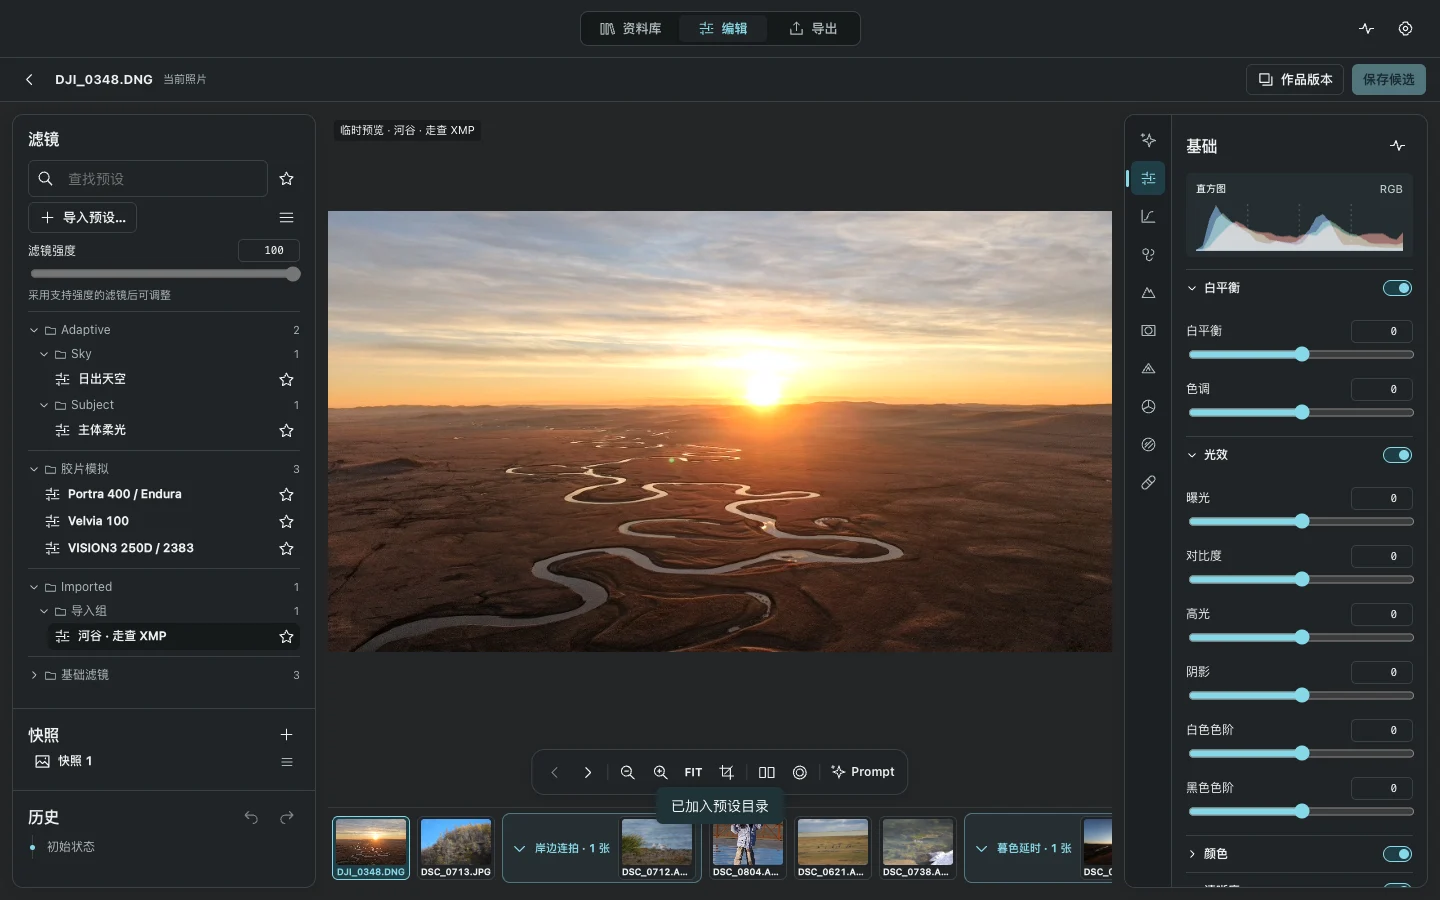 资料库
编辑
导出
DJI_0348.DNG 当前照片
作品版本
保存候选
滤镜
查找预设
导入预设...
滤镜强度 100
采用支持强度的滤镜后可调整
Adaptive 2
Sky 1
日出天空
Subject 1
主体柔光
胶片模拟 3
Portra 400 / Endura
Velvia 100
VISION3 250D / 2383
Imported 1
导入组 1
河谷 · 走查 XMP
基础滤镜 3
快照
快照 1
历史
初始状态
临时预览 · 河谷 · 走查 XMP
FIT
Prompt
已加入预设目录
DJI_0348.DNG
DSC_0713.JPG
岸边连拍 · 1 张
DSC_0712.A...
DSC_0804.A...
DSC_0621.A...
DSC_0738.A...
暮色延时 · 1 张
DSC_0
基础
直方图 RGB
白平衡
白平衡 0
色调 0
光效
曝光 0
对比度 0
高光 0
阴影 0
白色色阶 0
黑色色阶 0
颜色